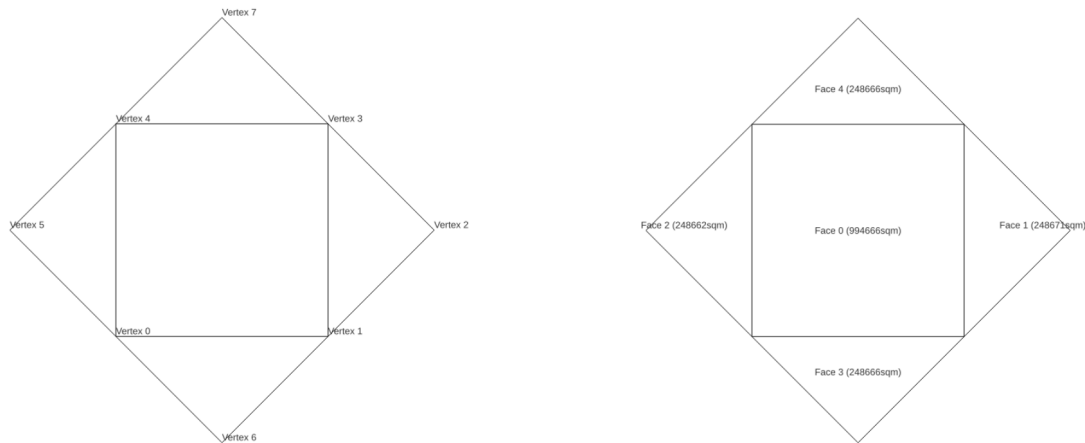 Vertex 7
Vertex 4
Vertex 3
Vertex 5
Vertex 2
Vertex 0
Vertex 1
Vertex 6
Face 4 (248666sqm)
Face 2 (248662sqm)
Face 0 (994666sqm)
Face 1 (248671sqm)
Face 3 (248666sqm)